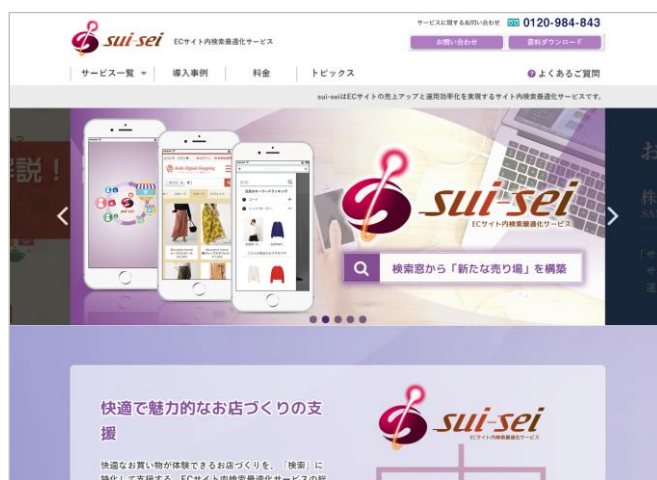 sui-sei
ECサイト内検索最適化サービス
サービスに関するお問い合わせ 0120-984-843
お問い合わせ 資料ダウンロード
サービス一覧 導入事例 料金 トピックス よくあるご質問
sui-seiはECサイトの売上アップと運用効率化を実現するサイト内検索最適化サービスです。
解説！
sui-sei
ECサイト内検索最適化サービス
検索窓から「新たな売り場」を構築
お
株
快適で魅力的なお店づくりの支
援
快適なお買い物が体験できるお店づくりを、「検索」に
特化して支援する、ECサイト内検索最適化サービスの総
sui-sei
ECサイト内検索最適化サービス